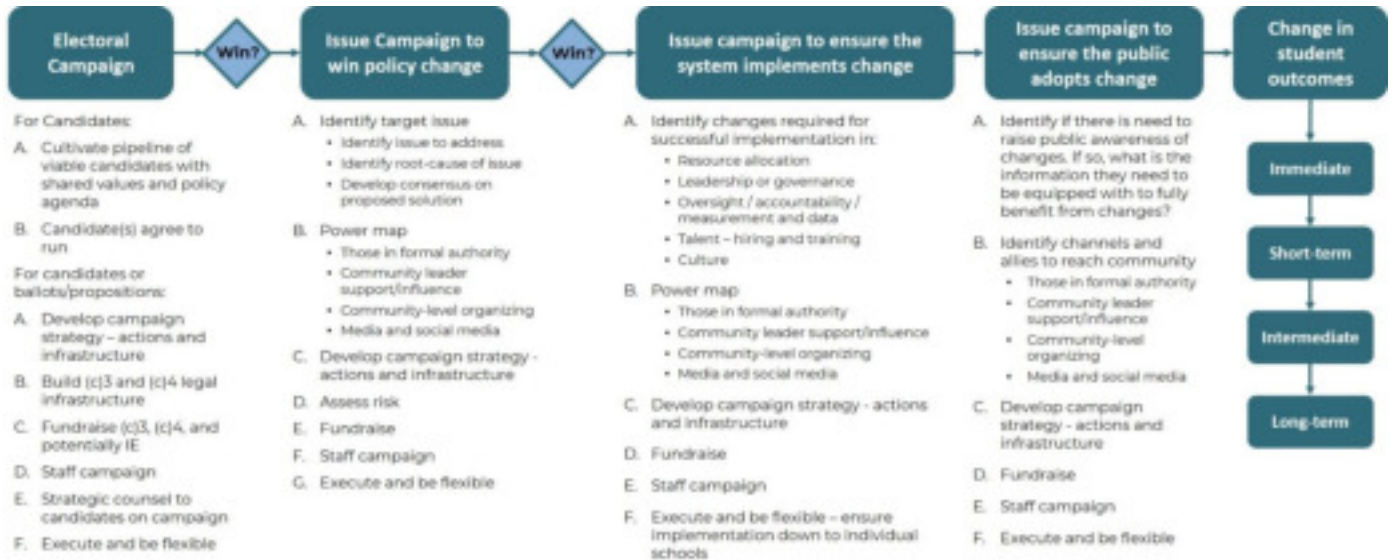 Electoral
Campaign
Win?
Issue Campaign to
win policy change
Win?
Issue campaign to ensure the
system implements change
Issue campaign to
ensure the public
adopts change
Change in
student
outcomes
For Candidates:
A. Cultivate pipeline of
viable candidates with
shared values and policy
agenda
B. Candidate(s) agree to
run
For candidates or
ballots/propositions:
A. Develop campaign
strategy – actions and
infrastructure
B. Build (c)3 and (c)4 legal
infrastructure
C. Fundraise (c)3, (c)4, and
potentially IE
D. Staff campaign
E. Strategic counsel to
candidates on campaign
F. Execute and be flexible
A. Identify target issue
• Identify issue to address
• Identify root-cause of issue
• Develop consensus on
proposed solution
B. Power map
• Those in formal authority
• Community leader
support/influence
• Community-level organizing
• Media and social media
C. Develop campaign strategy -
actions and infrastructure
D. Assess risk
E. Fundraise
F. Staff campaign
G. Execute and be flexible
A. Identify changes required for
successful implementation in:
• Resource allocation
• Leadership or governance
• Oversight / accountability /
measurement and data
• Talent – hiring and training
• Culture
B. Power map
• Those in formal authority
• Community leader support/influence
• Community-level organizing
• Media and social media
C. Develop campaign strategy - actions
and infrastructure
D. Fundraise
E. Staff campaign
F. Execute and be flexible – ensure
implementation down to individual
schools
A. Identify if there is need to
raise public awareness of
changes. If so, what is the
information they need to
be equipped with to fully
benefit from changes?
B. Identify channels and
allies to reach community
• Those in formal authority
• Community leader
support/influence
• Community-level
organizing
• Media and social media
C. Develop campaign
strategy - actions and
infrastructure
D. Fundraise
E. Staff campaign
F. Execute and be flexible
Immediate
Short-term
Intermediate
Long-term